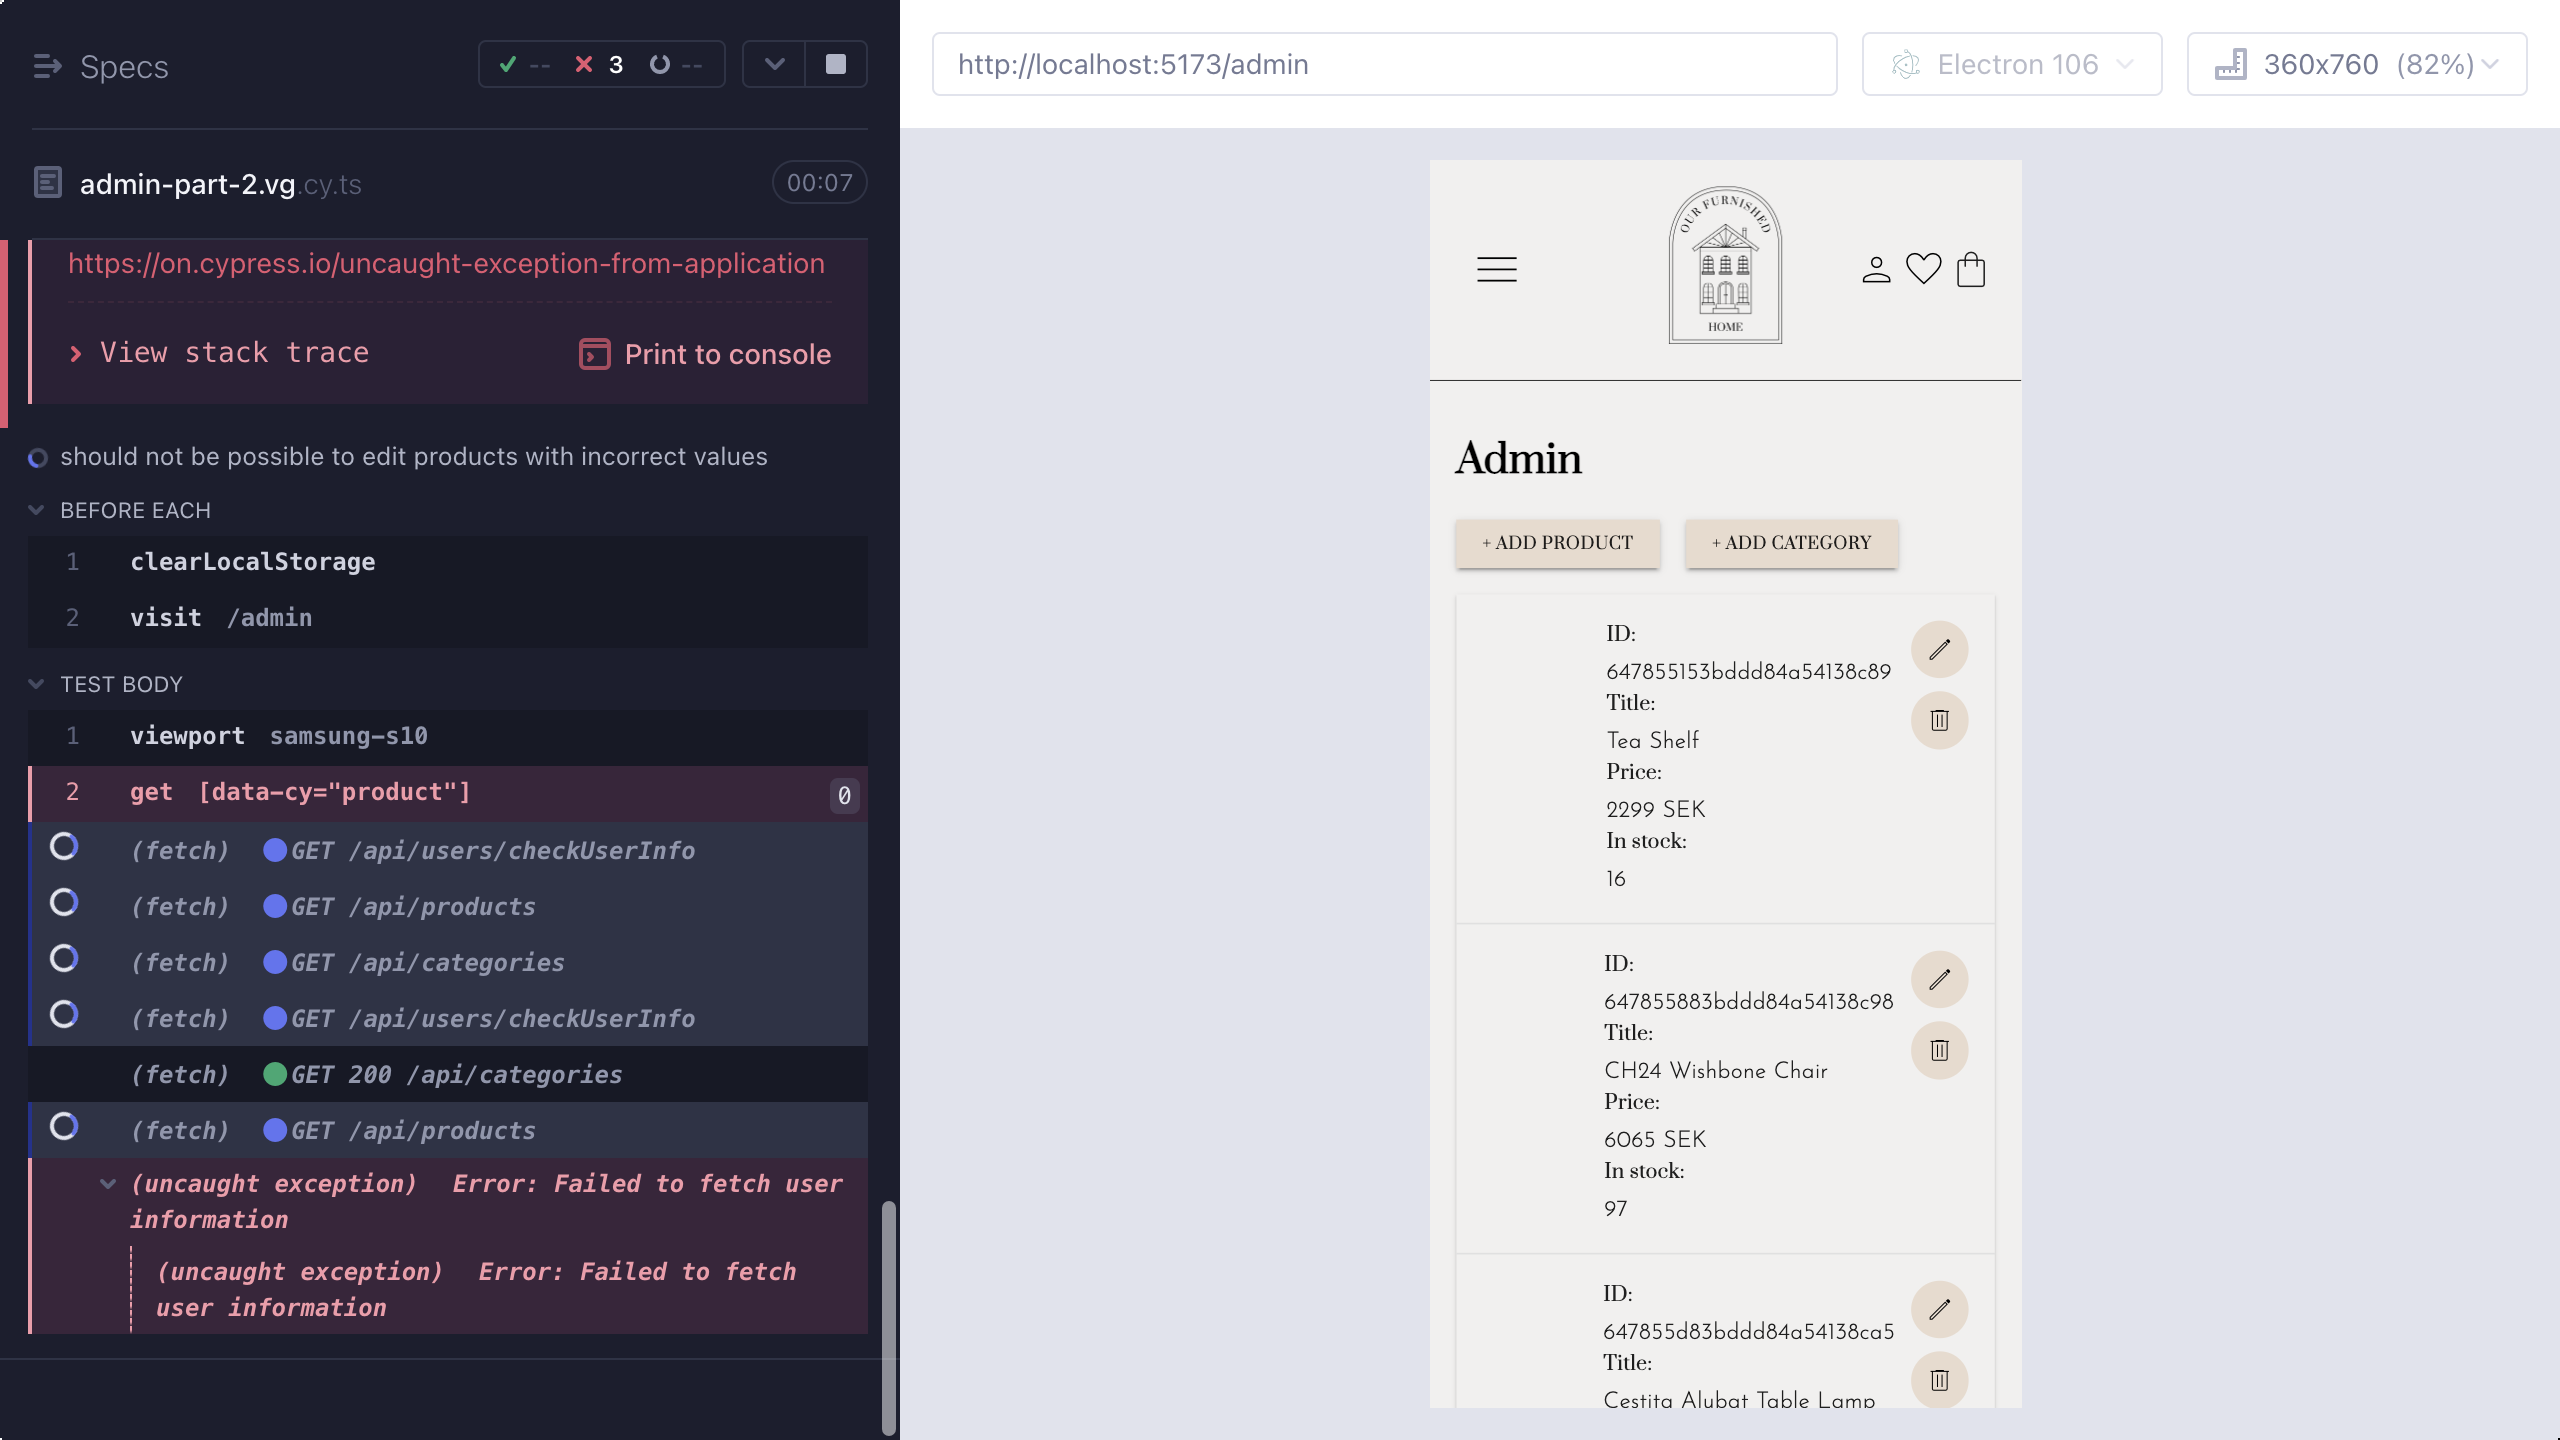 Specs
-- 3 --
admin-part-2.vg.cy.ts
00:07
https://on.cypress.io/uncaught-exception-from-application
View stack trace
Print to console
should not be possible to edit products with incorrect values
BEFORE EACH
1 clearLocalStorage
2 visit /admin
TEST BODY
1 viewport samsung-s10
2 get [data-cy="product"] 0
(fetch) GET /api/users/checkUserInfo
(fetch) GET /api/products
(fetch) GET /api/categories
(fetch) GET /api/users/checkUserInfo
(fetch) GET 200 /api/categories
(fetch) GET /api/products
(uncaught exception) Error: Failed to fetch user
information
(uncaught exception) Error: Failed to fetch
user information
http://localhost:5173/admin
Electron 106
360x760 (82%)
OUR FURNISHED
HOME
Admin
+ ADD PRODUCT
+ ADD CATEGORY
ID:
647855153bddd84a54138c89
Title:
Tea Shelf
Price:
2299 SEK
In stock:
16
ID:
647855883bddd84a54138c98
Title:
CH24 Wishbone Chair
Price:
6065 SEK
In stock:
97
ID:
647855d83bddd84a54138ca5
Title:
Cestita Alubat Table Lamp